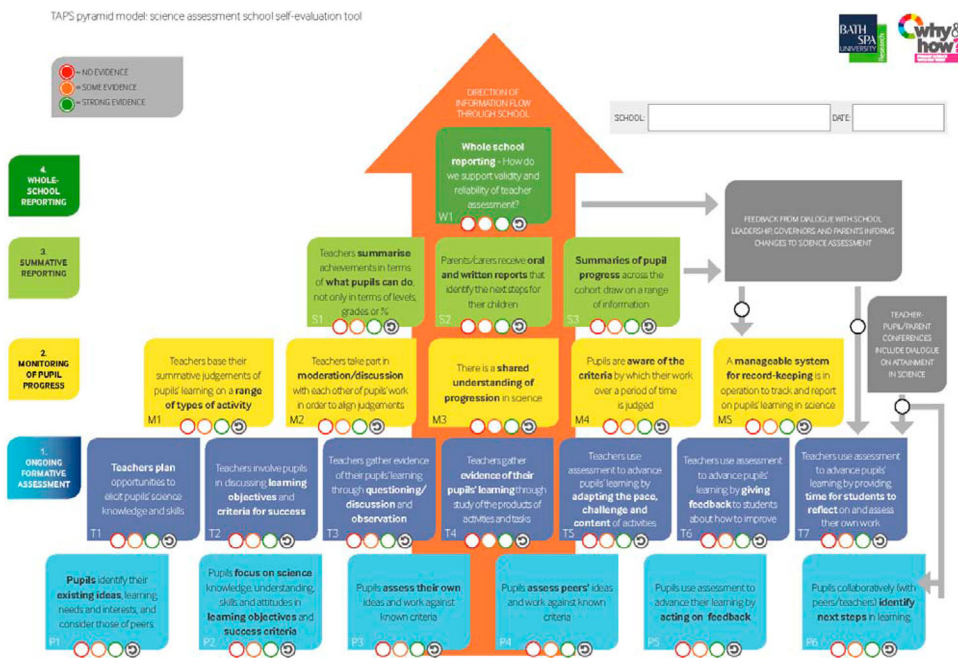 TAPS pyramid model: science assessment school self-evaluation tool
BATH
SPA
UNIVERSITY
Research
why&
how?
= NO EVIDENCE
= SOME EVIDENCE
= STRONG EVIDENCE
DIRECTION OF
INFORMATION FLOW
THROUGH SCHOOL
SCHOOL:
DATE:
4.
WHOLE-
SCHOOL
REPORTING
Whole school
reporting - How do
we support validity
and reliability of teacher
assessment?
W1
FEEDBACK FROM DIALOGUE WITH SCHOOL
LEADERSHIP, GOVERNORS AND PARENTS INFORMS
CHANGES TO SCIENCE ASSESSMENT
3.
SUMMATIVE
REPORTING
Teachers summarise
achievements in terms
of what pupils can do,
not only in terms of levels,
grades or %
S1
Parents/carers receive oral
and written reports that
identify the next steps for
their children
S2
Summaries of pupil
progress across the
cohort draw on a range
of information
S3
TEACHER-
PUPIL/PARENT
CONFERENCES
INCLUDE DIALOGUE
ON ATTAINMENT
IN SCIENCE
2.
MONITORING
OF PUPIL
PROGRESS
Teachers base their
summative judgements of
pupils' learning on a range
of types of activity
M1
Teachers take part in
moderation/discussion
with each other of pupils' work
in order to align judgements
M2
There is a shared
understanding of
progression in science
M3
Pupils are aware of the
criteria by which their work
over a period of time
is judged
M4
A manageable system
for record-keeping is in
operation to track and report
on pupils' learning in science
M5
1.
ONGOING
FORMATIVE
ASSESSMENT
Teachers plan
opportunities to
elicit pupils' science
knowledge and skills
T1
Teachers involve pupils
in discussing learning
objectives and
criteria for success
T2
Teachers gather evidence
of their pupils' learning
through questioning/
discussion and
observation
T3
Teachers gather
evidence of their
pupils' learning through
study of the products of
activities and tasks
T4
Teachers use
assessment to advance
pupils' learning by
adapting the pace,
challenge and
content of activities
T5
Teachers use assessment
to advance pupils'
learning by giving
feedback to students
about how to improve
T6
Teachers use assessment
to advance pupils'
learning by providing
time for students to
reflect on and assess
their own work
T7
Pupils identify their
existing ideas, learning
needs and interests, and
consider those of peers
P1
Pupils focus on science
knowledge, understanding,
skills and attitudes in
learning objectives and
success criteria
P2
Pupils assess their own
ideas and work against
known criteria
P3
Pupils assess peers' ideas
and work against known
criteria
P4
Pupils use assessment to
advance their learning by
acting on feedback
P5
Pupils collaboratively (with
peers/teachers) identify
next steps in learning
P6